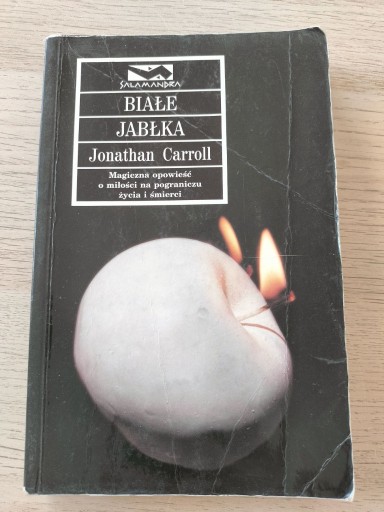 SALAMANDRA
BIAŁE
JABŁKA
Jonathan Carroll
Magiczna opowieść
o miłości na pograniczu
życia i śmierci